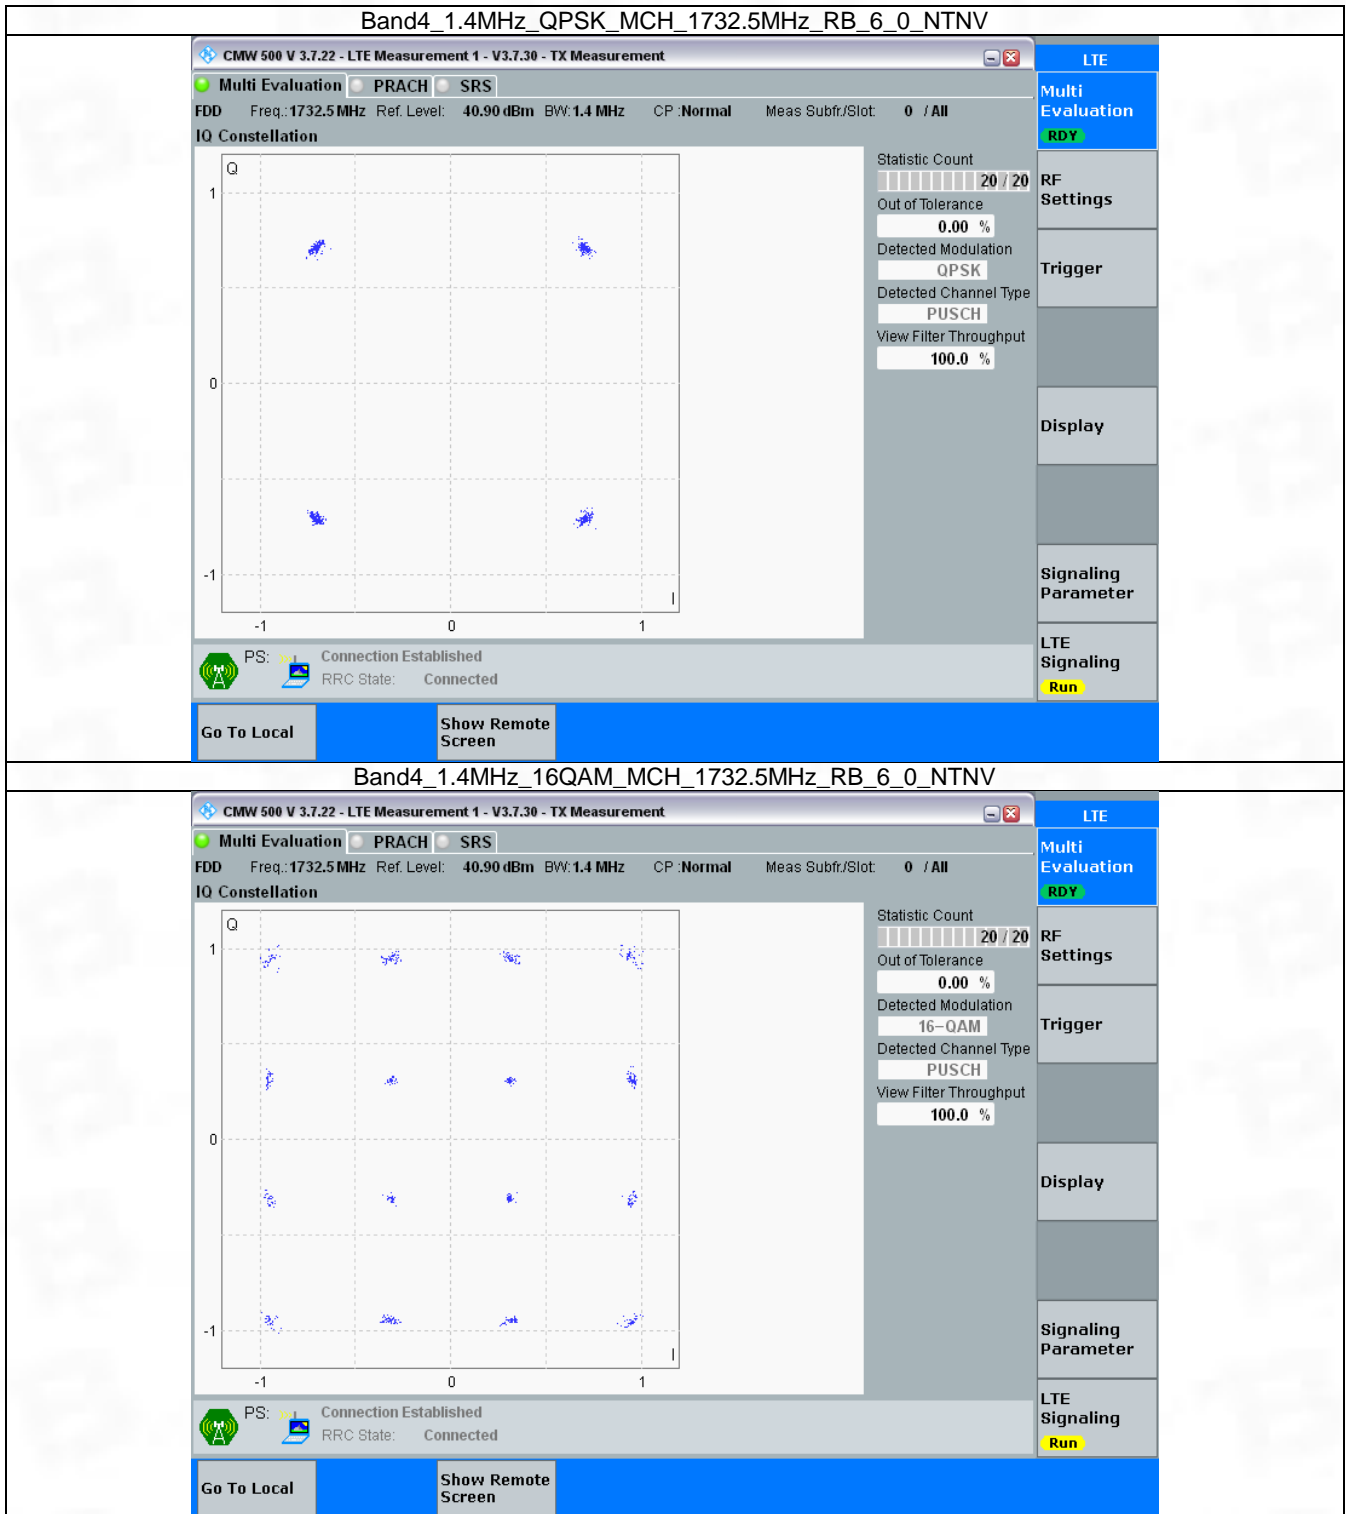 Band4_1.4MHz_QPSK_MCH_1732.5MHz_RB_6_0_NTNV
CMW 500 V 3.7.22 - LTE Measurement 1 - V3.7.30 - TX Measurement
LTE
Multi Evaluation PRACH SRS
Multi
Evaluation
RDY
FDD Freq.: 1732.5 MHz Ref. Level: 40.90 dBm BW: 1.4 MHz CP : Normal Meas Subfr./Slot: 0 / All
IQ Constellation
Q
1
0
-1
I
-1 0 1
Statistic Count
20 / 20
Out of Tolerance
0.00 %
Detected Modulation
QPSK
Detected Channel Type
PUSCH
View Filter Throughput
100.0 %
RF
Settings
Trigger
Display
Signaling
Parameter
LTE
Signaling
Run
PS: Connection Established
RRC State: Connected
Go To Local
Show Remote
Screen
Band4_1.4MHz_16QAM_MCH_1732.5MHz_RB_6_0_NTNV
CMW 500 V 3.7.22 - LTE Measurement 1 - V3.7.30 - TX Measurement
LTE
Multi Evaluation PRACH SRS
Multi
Evaluation
RDY
FDD Freq.: 1732.5 MHz Ref. Level: 40.90 dBm BW: 1.4 MHz CP : Normal Meas Subfr./Slot: 0 / All
IQ Constellation
Q
1
0
-1
I
-1 0 1
Statistic Count
20 / 20
Out of Tolerance
0.00 %
Detected Modulation
16-QAM
Detected Channel Type
PUSCH
View Filter Throughput
100.0 %
RF
Settings
Trigger
Display
Signaling
Parameter
LTE
Signaling
Run
PS: Connection Established
RRC State: Connected
Go To Local
Show Remote
Screen